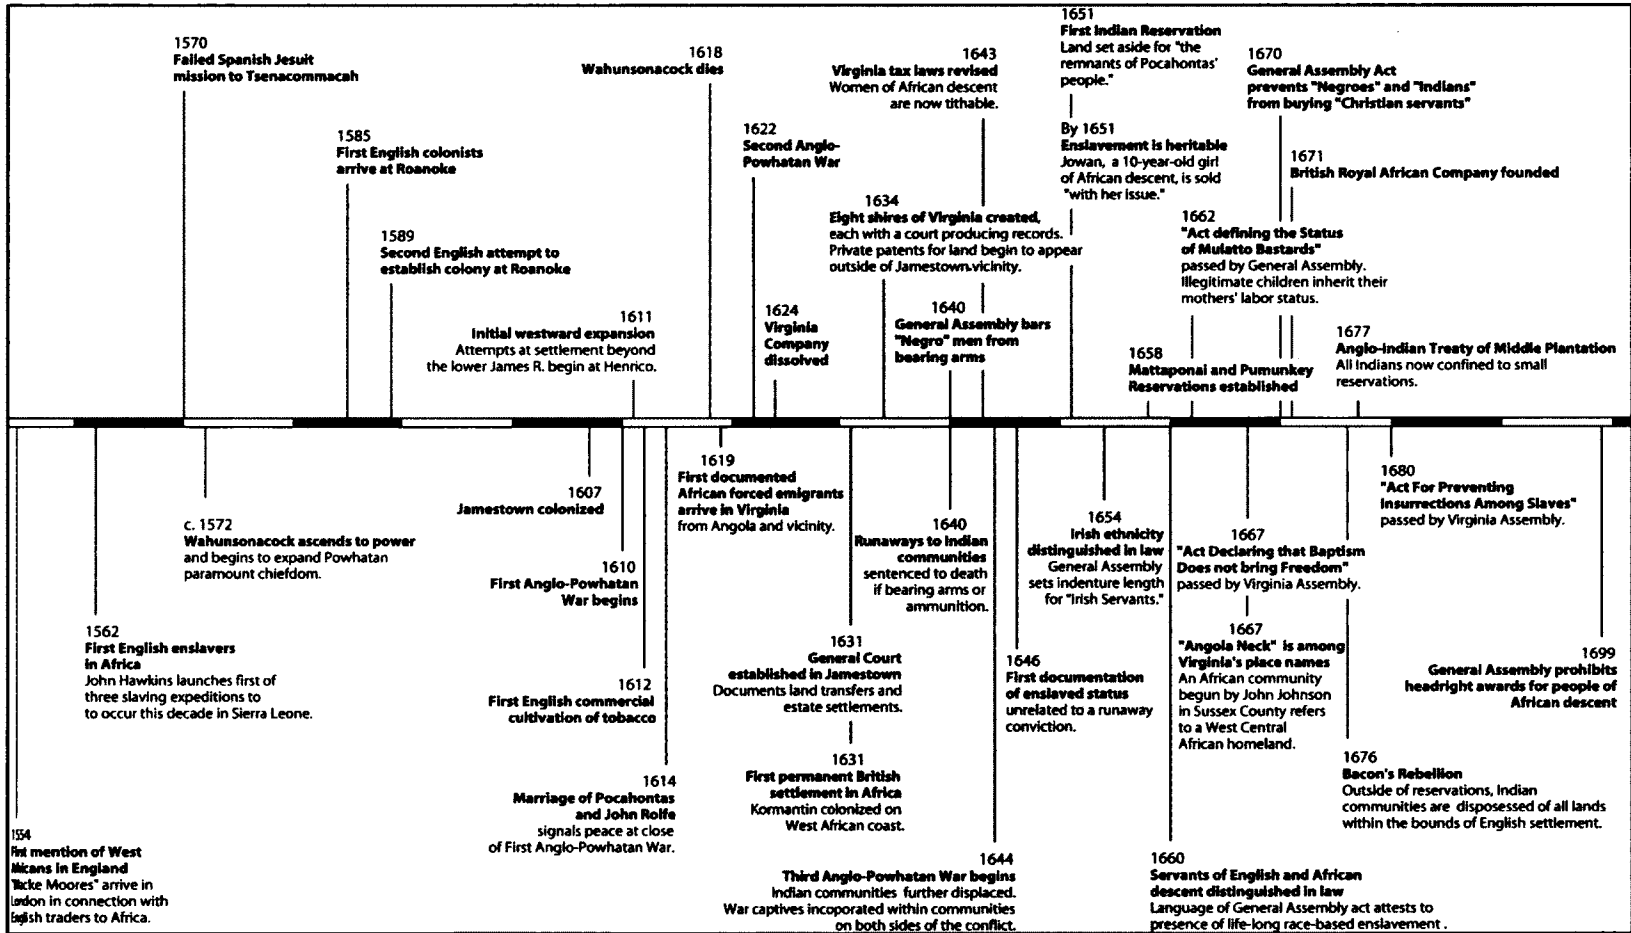 1570
Failed Spanish Jesuit
mission to Tsenacommacah
1585
First English colonists
arrive at Roanoke
1589
Second English attempt to
establish colony at Roanoke
1611
Initial westward expansion
Attempts at settlement beyond
the lower James R. begin at Henrico.
1618
Wahunsonacock dies
1622
Second Anglo-
Powhatan War
1624
Virginia
Company
dissolved
1634
Eight shires of Virginia created,
each with a court producing records.
Private patents for land begin to appear
outside of Jamestown vicinity.
1640
General Assembly bars
"Negro" men from
bearing arms
1643
Virginia tax laws revised
Women of African descent
are now tithable.
1651
First Indian Reservation
Land set aside for "the
remnants of Pocahontas'
people."
By 1651
Enslavement is heritable
Jowan, a 10-year-old girl
of African descent, is sold
"with her issue."
1658
Mattaponai and Pumunkey
Reservations established
1662
"Act defining the Status
of Mulatto Bastards"
passed by General Assembly.
Illegitimate children inherit their
mothers' labor status.
1670
General Assembly Act
prevents "Negroes" and "Indians"
from buying "Christian servants"
1671
British Royal African Company founded
1677
Anglo-Indian Treaty of Middle Plantation
All Indians now confined to small
reservations.
1554
mention of West
in England
Moores" arrive in
London in connection with
English traders to Africa.
1562
First English enslavers
in Africa
John Hawkins launches first of
three slaving expeditions to
to occur this decade in Sierra Leone.
c. 1572
Wahunsonacock ascends to power
and begins to expand Powhatan
paramount chiefdom.
1607
Jamestown colonized
1610
First Anglo-Powhatan
War begins
1612
First English commercial
cultivation of tobacco
1614
Marriage of Pocahontas
and John Rolfe
signals peace at close
of First Anglo-Powhatan War.
1619
First documented
African forced emigrants
arrive in Virginia
from Angola and vicinity.
1631
General Court
established in Jamestown
Documents land transfers and
estate settlements.
1631
First permanent British
settlement in Africa
Kormantin colonized on
West African coast.
1640
Runaways to Indian
communities
sentenced to death
if bearing arms or
ammunition.
1644
Third Anglo-Powhatan War begins
Indian communities further displaced.
War captives incoporated within communities
on both sides of the conflict.
1646
First documentation
of enslaved status
unrelated to a runaway
conviction.
1654
Irish ethnicity
distinguished in law
General Assembly
sets indenture length
for "Irish Servants."
1660
Servants of English and African
descent distinguished in law
Language of General Assembly act attests to
presence of life-long race-based enslavement .
1667
"Act Declaring that Baptism
Does not bring Freedom"
passed by Virginia Assembly.
1667
"Angola Neck" is among
Virginia's place names
An African community
begun by John Johnson
in Sussex County refers
to a West Central
African homeland.
1676
Bacon's Rebellion
Outside of reservations, Indian
communities are disposessed of all lands
within the bounds of English settlement.
1680
"Act For Preventing
Insurrections Among Slaves"
passed by Virginia Assembly.
1699
General Assembly prohibits
headright awards for people of
African descent